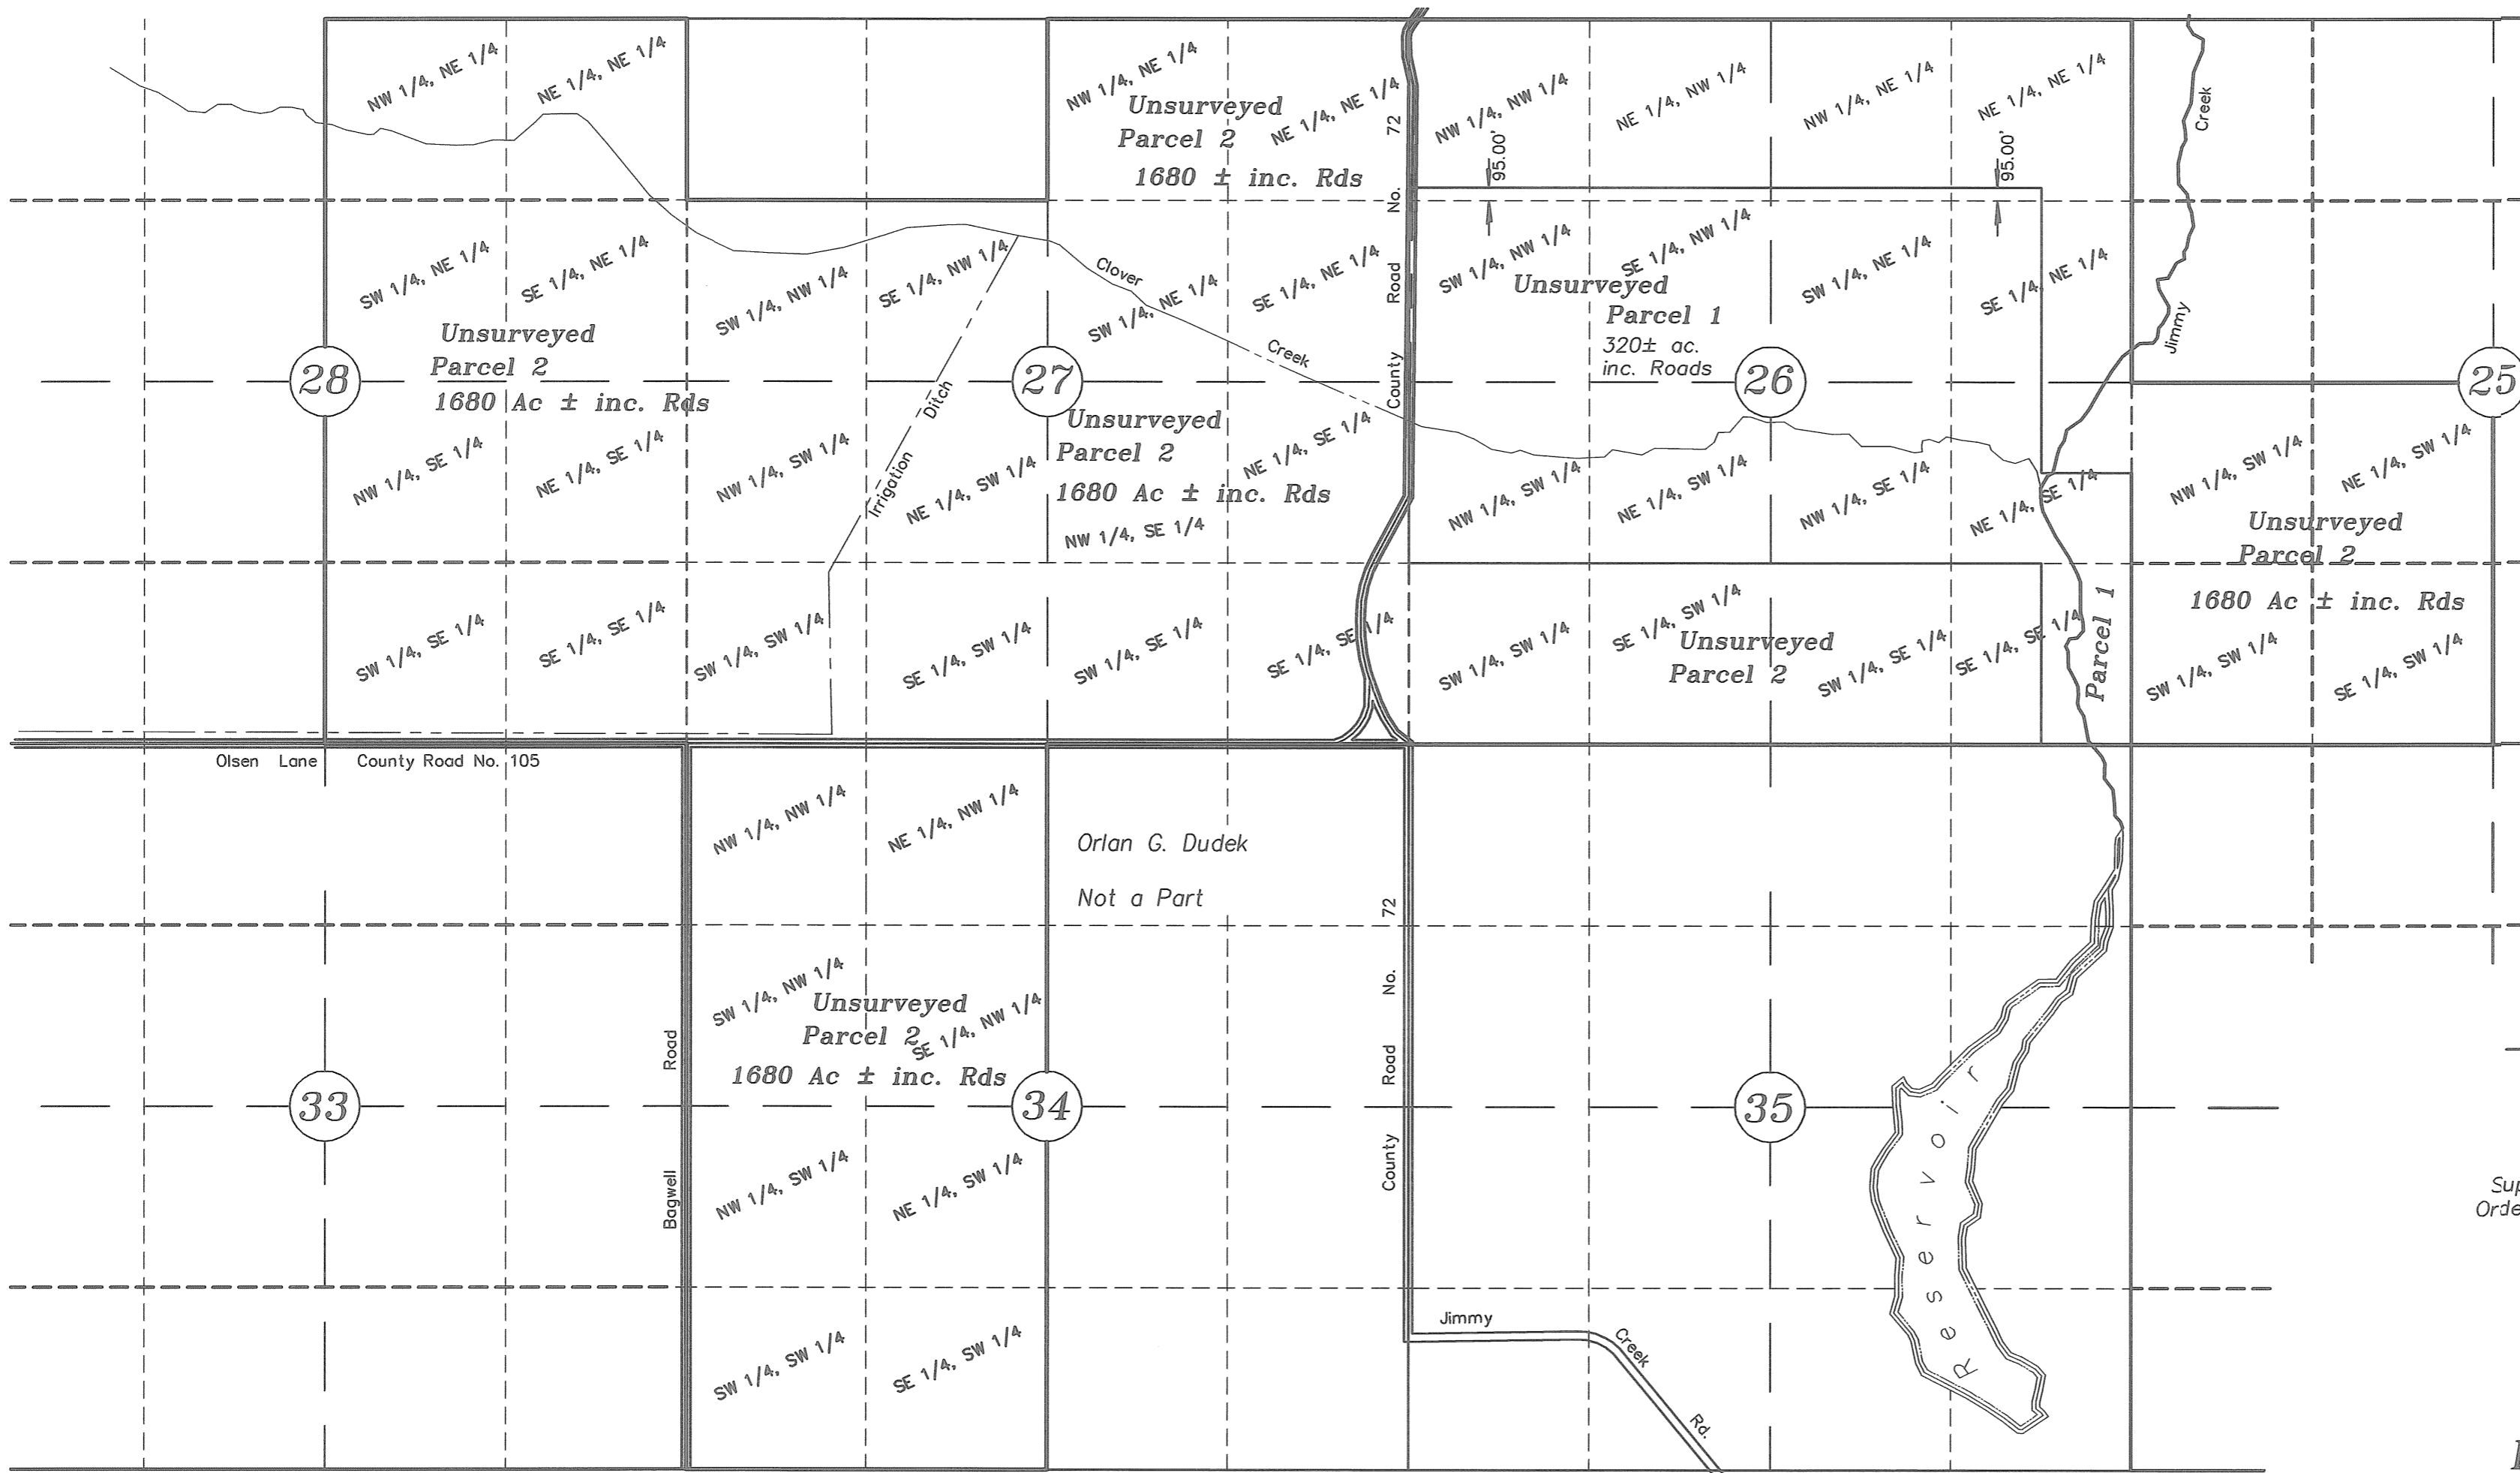 NW 1/4, NE 1/4
NE 1/4, NE 1/4
NW 1/4, NE 1/4
Unsurveyed
Parcel 2
1680 ± inc. Rds
NE 1/4, NE 1/4
County Road No. 72
NW 1/4, NW 1/4
NE 1/4, NW 1/4
NW 1/4, NE 1/4
NE 1/4, NE 1/4
95.00'
95.00'
Jimmy Creek
SW 1/4, NE 1/4
SE 1/4, NE 1/4
Unsurveyed
Parcel 2
1680 Ac ± inc. Rds
28
SW 1/4, NW 1/4
SE 1/4, NW 1/4
Clover Creek
SW 1/4, NE 1/4
SE 1/4, NE 1/4
SW 1/4, NW 1/4
SE 1/4, NW 1/4
Unsurveyed
Parcel 1
320± ac.
inc. Roads
SW 1/4, NE 1/4
SE 1/4, NE 1/4
27
26
25
Irrigation Ditch
Unsurveyed
Parcel 2
1680 Ac ± inc. Rds
NW 1/4, SE 1/4
NE 1/4, SE 1/4
NW 1/4, SW 1/4
NE 1/4, SW 1/4
NW 1/4, SE 1/4
NE 1/4, SE 1/4
NW 1/4, SW 1/4
NE 1/4, SW 1/4
NW 1/4, SE 1/4
NE 1/4, SE 1/4
NW 1/4, SW 1/4
NE 1/4, SW 1/4
Unsurveyed
Parcel 2
1680 Ac ± inc. Rds
SW 1/4, SE 1/4
SE 1/4, SE 1/4
SW 1/4, SW 1/4
SE 1/4, SW 1/4
SW 1/4, SE 1/4
SE 1/4, SE 1/4
SW 1/4, SW 1/4
SE 1/4, SW 1/4
Unsurveyed
Parcel 2
SW 1/4, SE 1/4
SE 1/4, SE 1/4
Parcel 1
SW 1/4, SW 1/4
SE 1/4, SW 1/4
Olsen Lane County Road No. 105
NW 1/4, NW 1/4
NE 1/4, NW 1/4
Orlan G. Dudek
Not a Part
County Road No. 72
SW 1/4, NW 1/4
Unsurveyed
Parcel 2
SE 1/4, NW 1/4
1680 Ac ± inc. Rds
Bagwell Road
33
34
35
NW 1/4, SW 1/4
NE 1/4, SW 1/4
Reservoir
SW 1/4, SW 1/4
SE 1/4, SW 1/4
Jimmy Creek Rd.